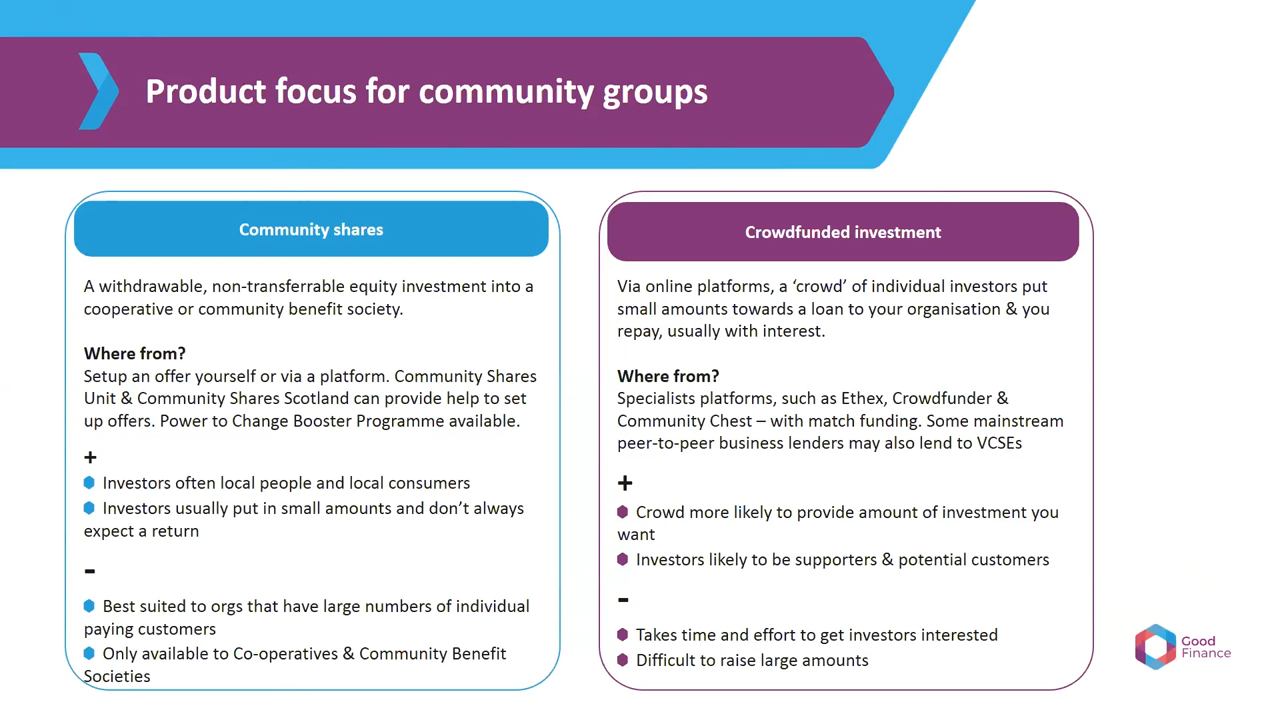 Product focus for community groups
Community shares
A withdrawable, non-transferrable equity investment into a
cooperative or community benefit society.
Where from?
Setup an offer yourself or via a platform. Community Shares
Unit & Community Shares Scotland can provide help to set
up offers. Power to Change Booster Programme available.
+
Investors often local people and local consumers
Investors usually put in small amounts and don’t always
expect a return
-
Best suited to orgs that have large numbers of individual
paying customers
Only available to Co-operatives & Community Benefit
Societies
Crowdfunded investment
Via online platforms, a ‘crowd’ of individual investors put
small amounts towards a loan to your organisation & you
repay, usually with interest.
Where from?
Specialists platforms, such as Ethex, Crowdfunder &
Community Chest – with match funding. Some mainstream
peer-to-peer business lenders may also lend to VCSEs
+
Crowd more likely to provide amount of investment you
want
Investors likely to be supporters & potential customers
-
Takes time and effort to get investors interested
Difficult to raise large amounts
Good
Finance